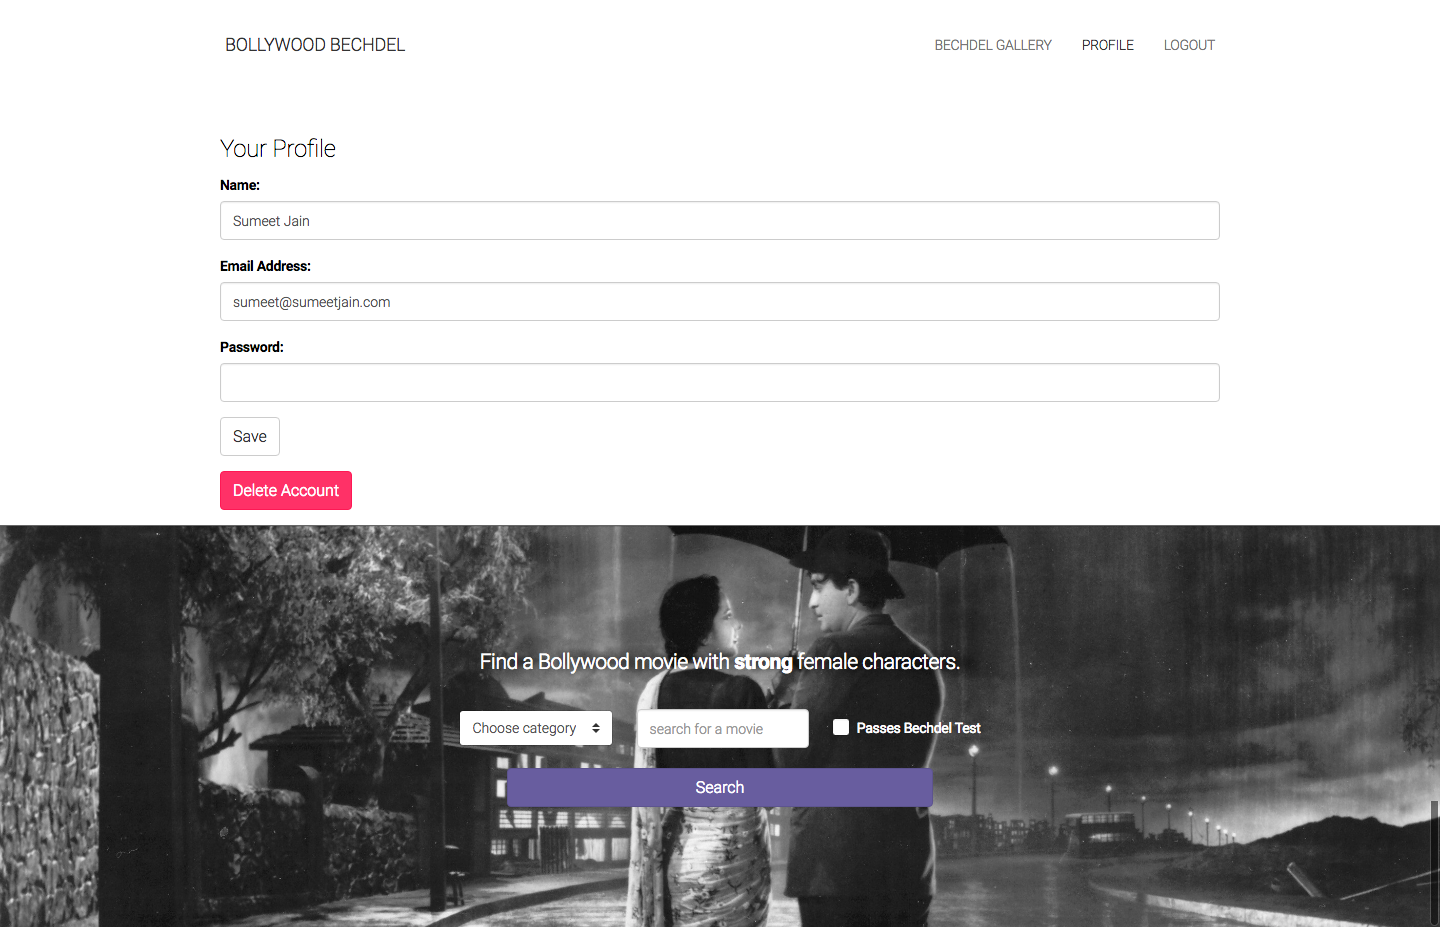 BOLLYWOOD BECHDEL
BECHDEL GALLERY PROFILE LOGOUT
Your Profile
Name:
Sumeet Jain
Email Address:
sumeet@sumeetjain.com
Password:
Save
Delete Account
Find a Bollywood movie with strong female characters.
Choose category search for a movie Passes Bechdel Test
Search